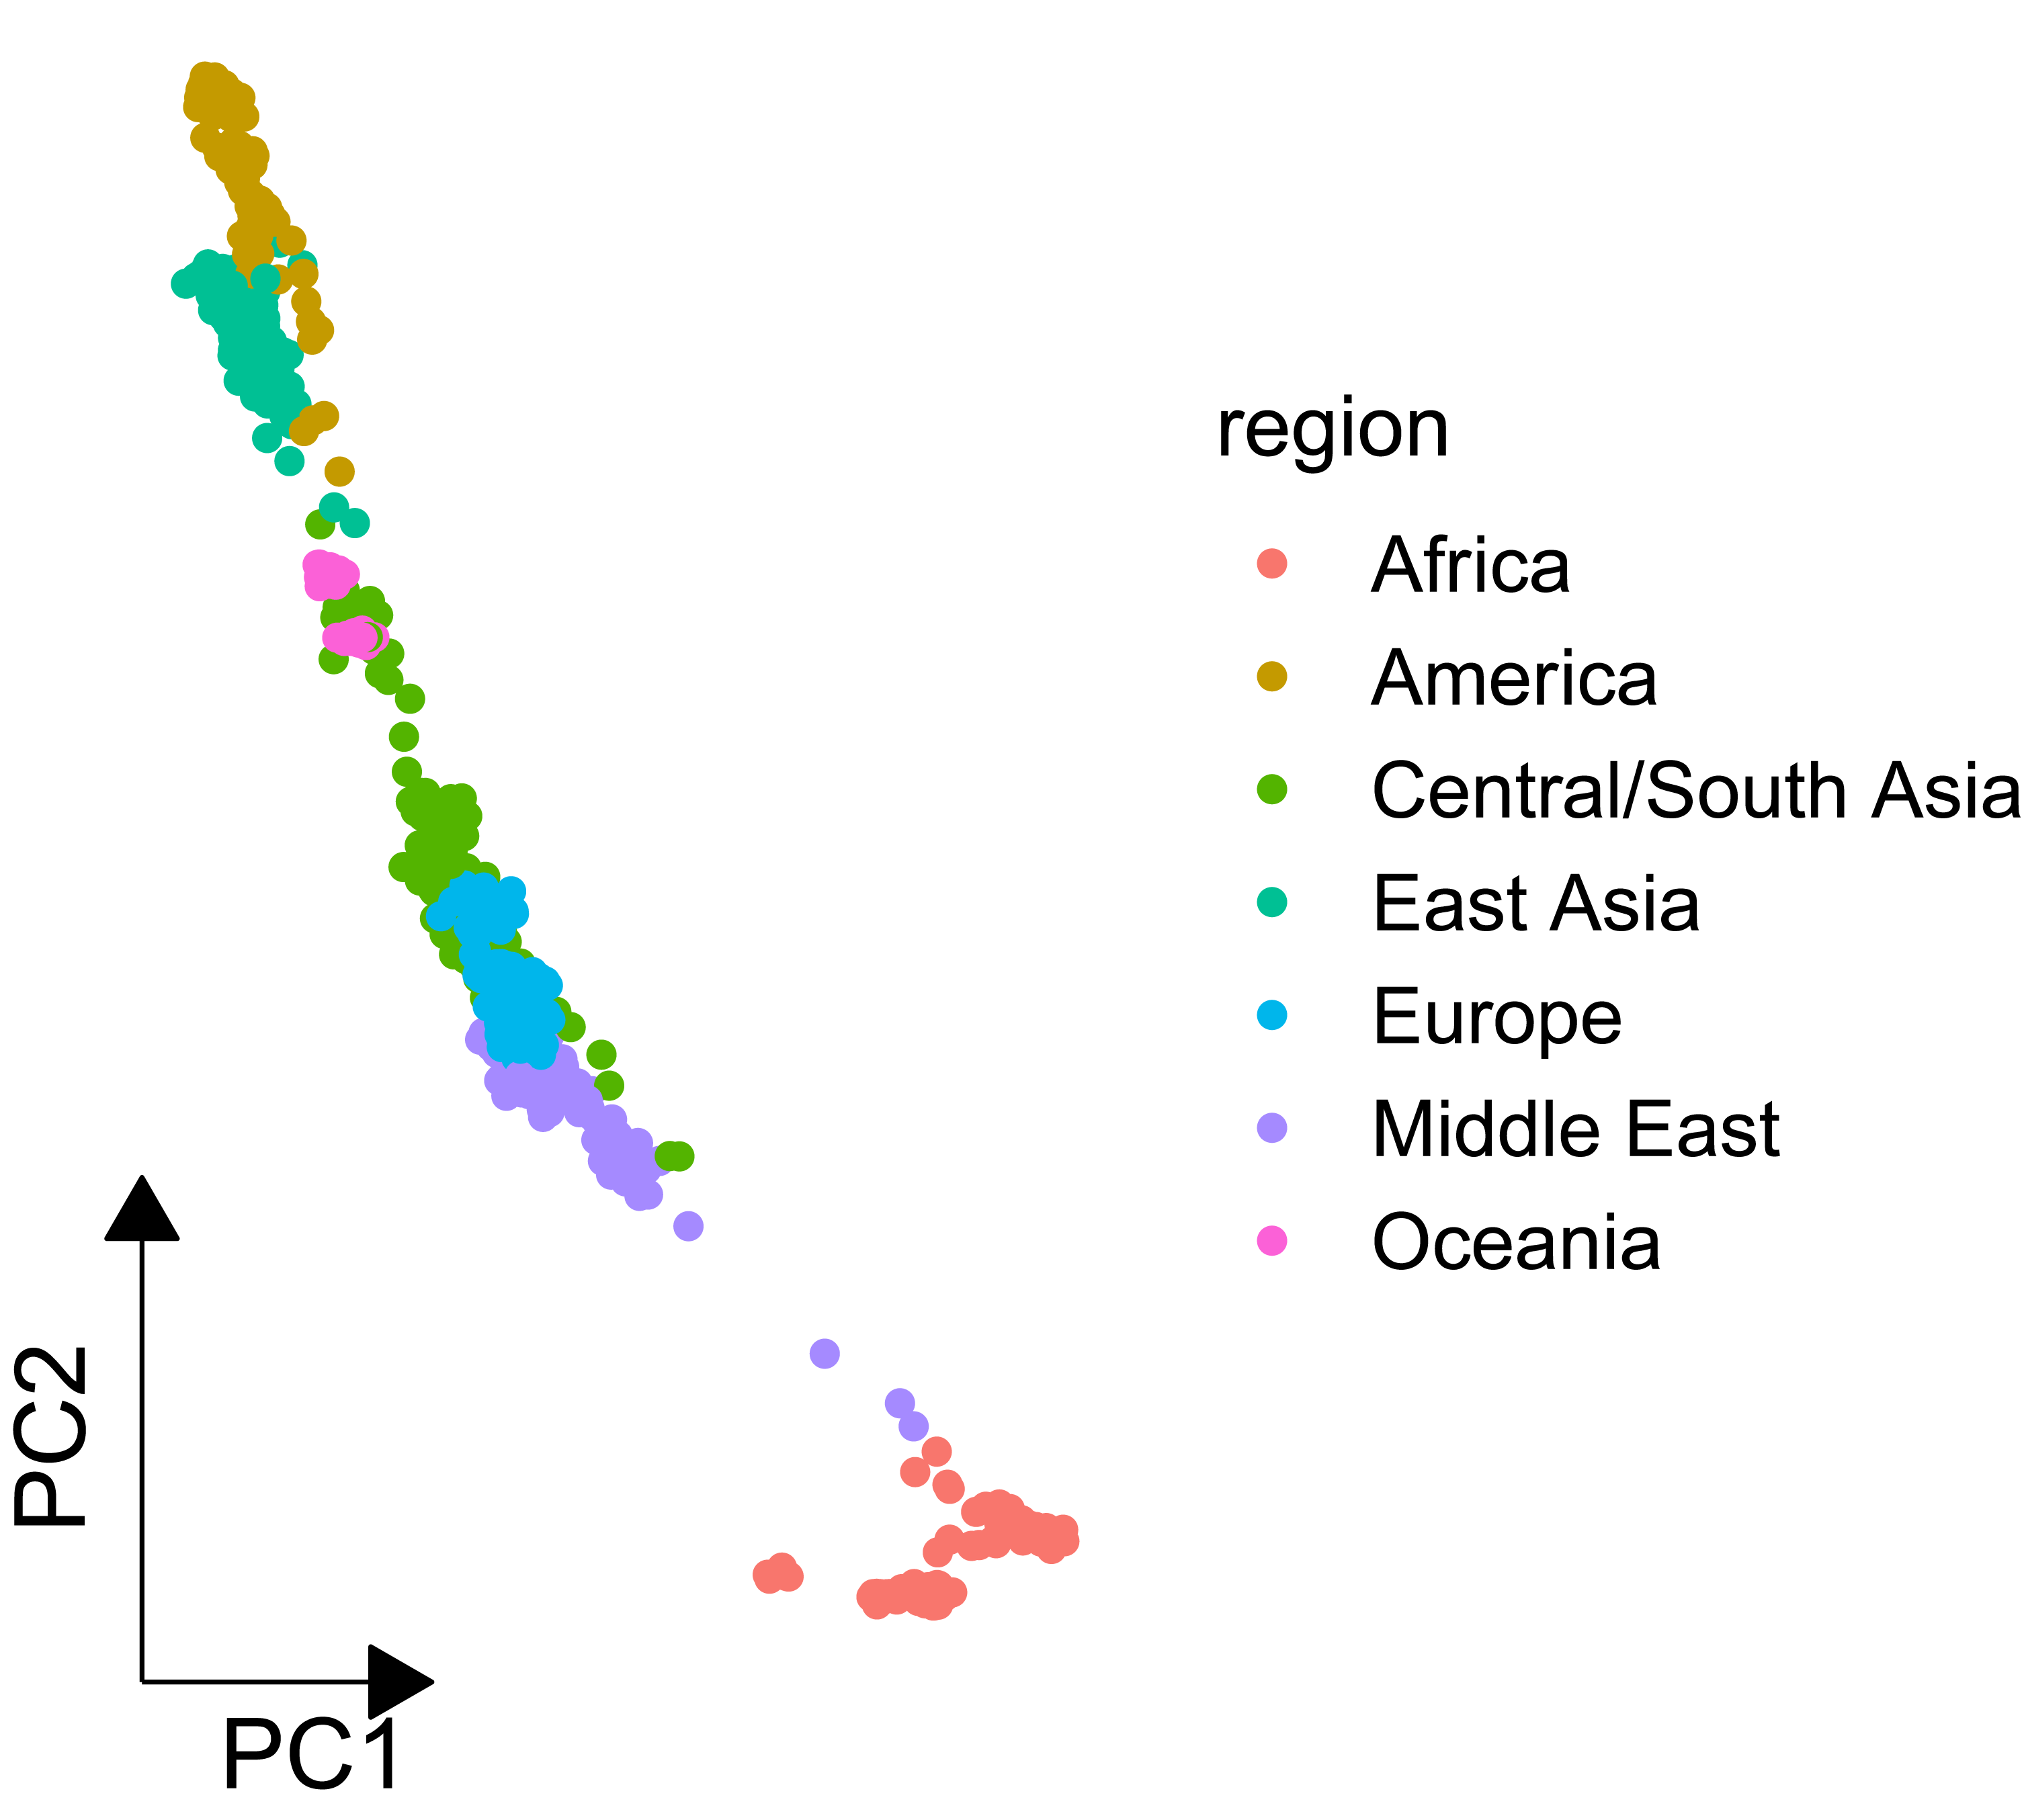 region
Africa
America
Central/South Asia
East Asia
Europe
Middle East
Oceania
PC2
PC1